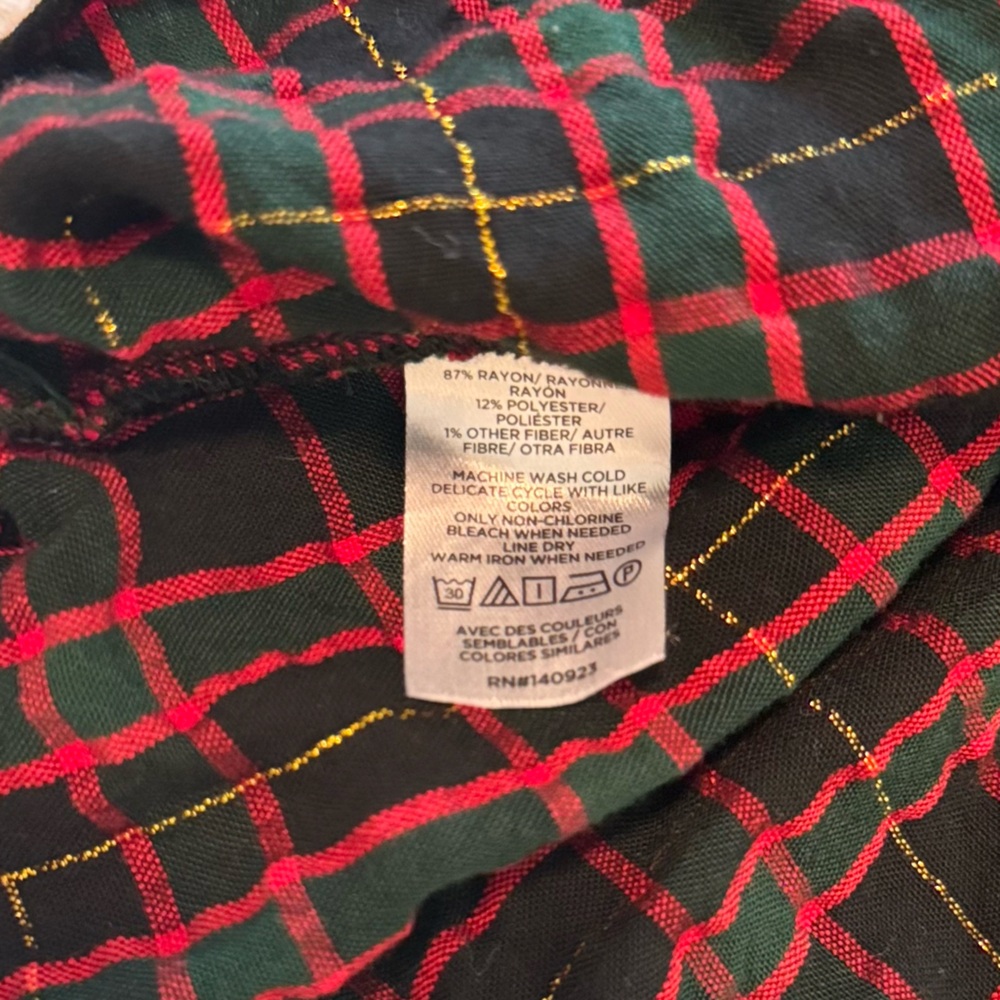 87% RAYON/ RAYONN
RAYÓN
12% POLYESTER/
POLIÉSTER
1% OTHER FIBER/ AUTRE
FIBRE/ OTRA FIBRA
MACHINE WASH COLD
DELICATE CYCLE WITH LIKE
COLORS
ONLY NON-CHLORINE
BLEACH WHEN NEEDED
LINE DRY
WARM IRON WHEN NEEDED
30 P
AVEC DES COULEURS
SEMBLABLES / CON
COLORES SIMILARES
RN#140923